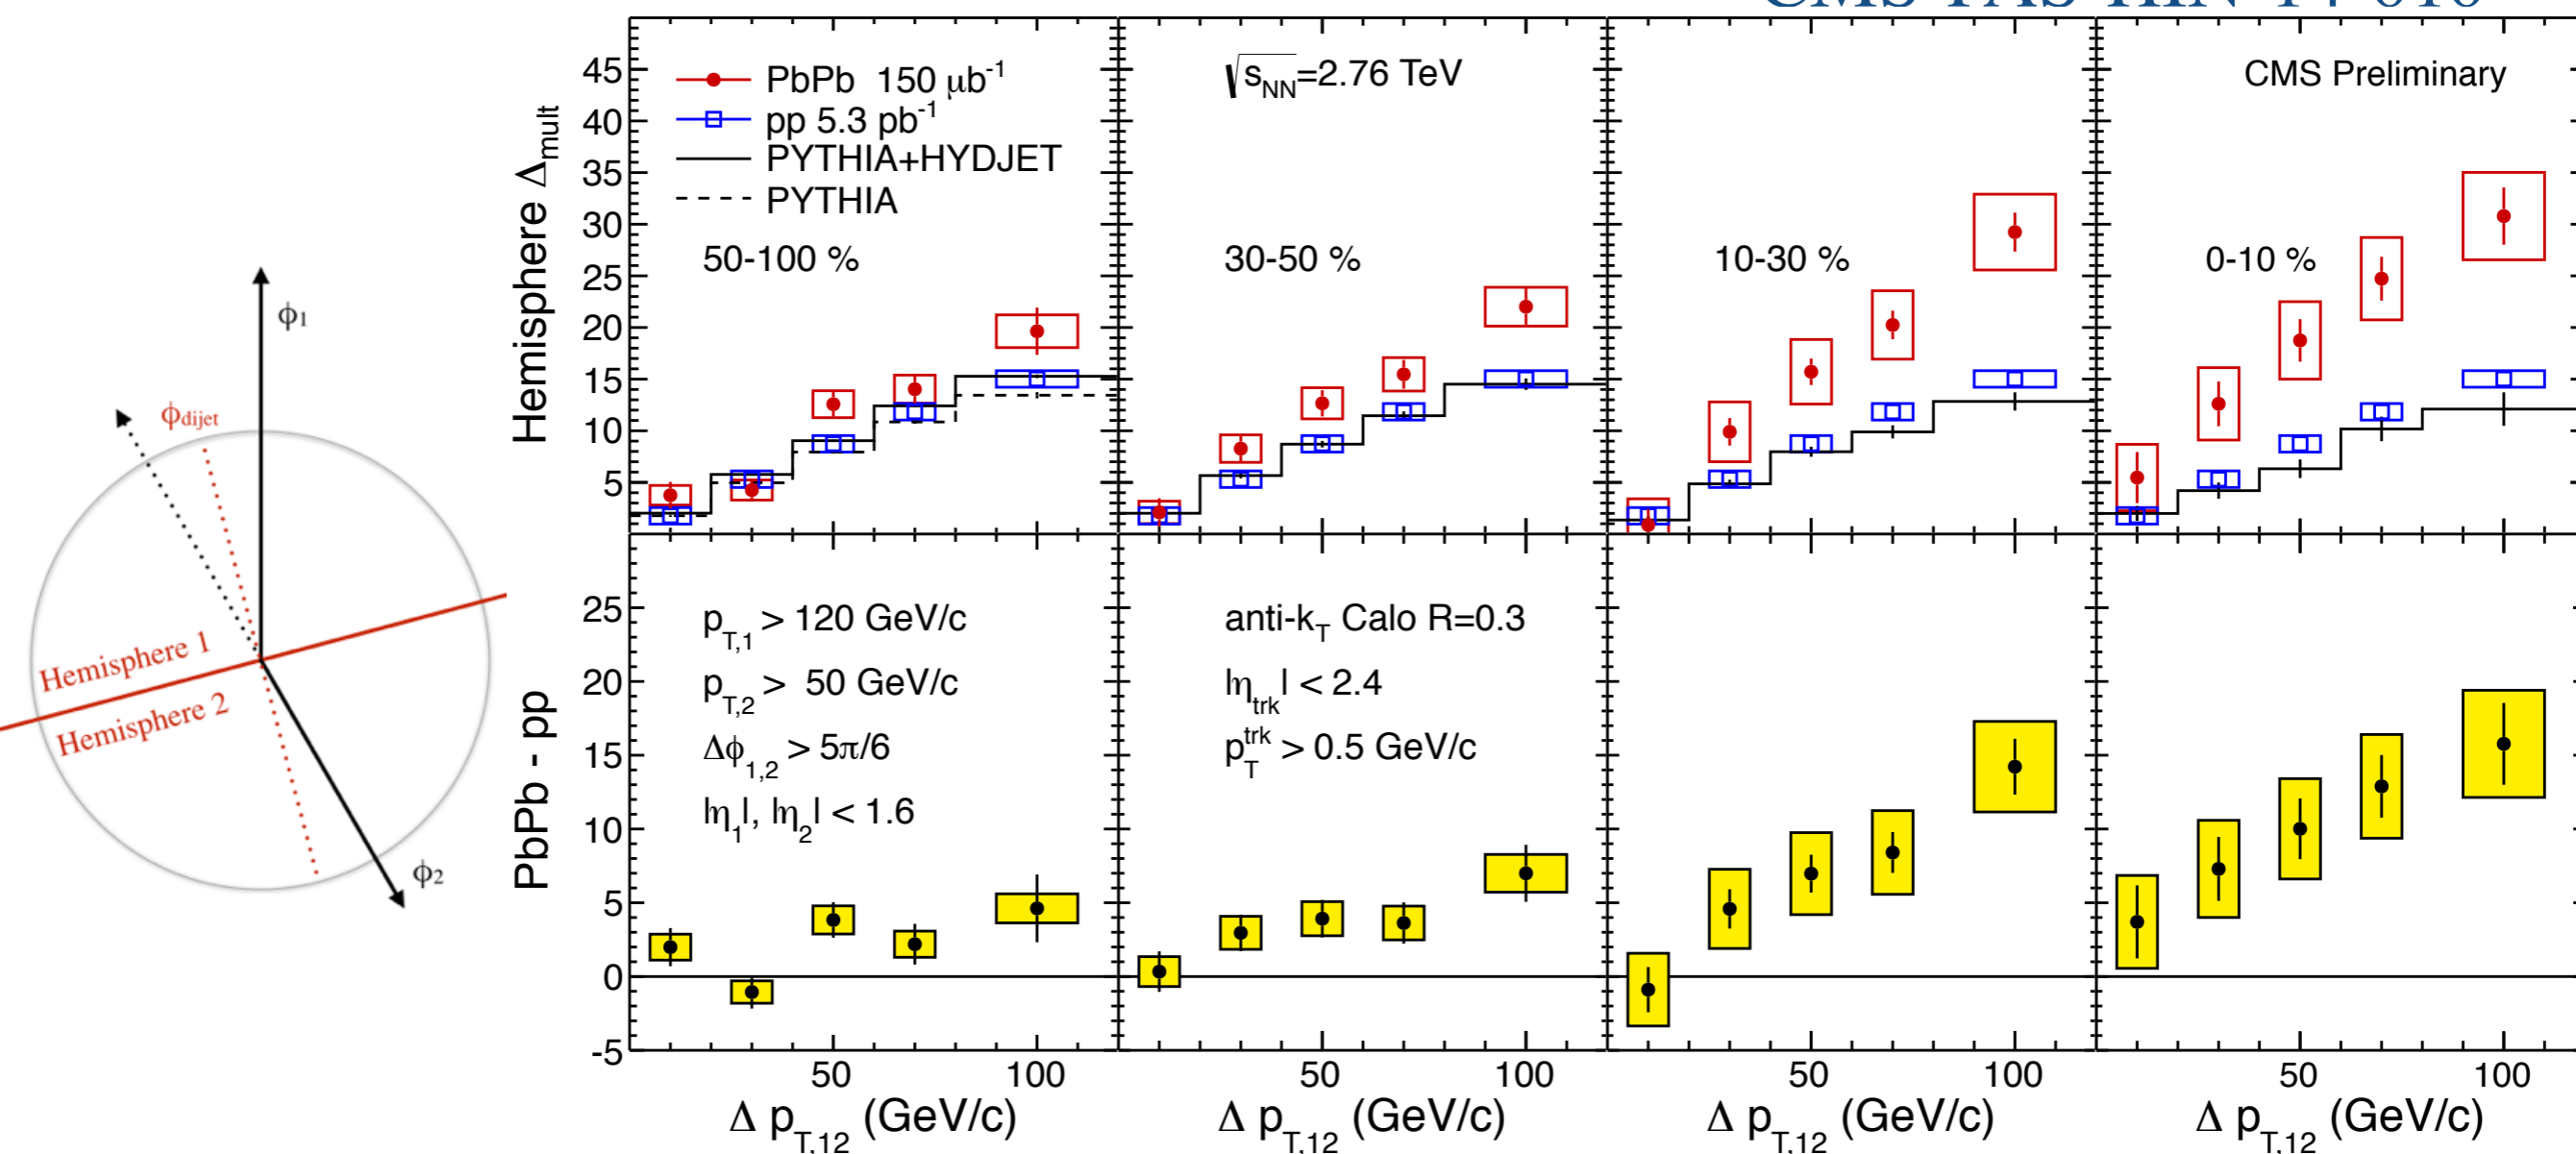 45
40
35
30
25
20
15
10
5
Hemisphere Δmult
PbPb 150 μb-1
pp 5.3 pb-1
PYTHIA+HYDJET
PYTHIA
50-100 %
√sNN=2.76 TeV
30-50 %
10-30 %
CMS Preliminary
0-10 %
ϕ1
ϕdijet
Hemisphere 1
Hemisphere 2
ϕ2
25
20
15
10
5
0
-5
PbPb - pp
pT,1 > 120 GeV/c
pT,2 > 50 GeV/c
Δϕ1,2 > 5π/6
|η1|, |η2| < 1.6
anti-kT Calo R=0.3
|ηtrk| < 2.4
pTtrk > 0.5 GeV/c
50 100
50 100
50 100
50 100
Δ pT,12 (GeV/c)
Δ pT,12 (GeV/c)
Δ pT,12 (GeV/c)
Δ pT,12 (GeV/c)